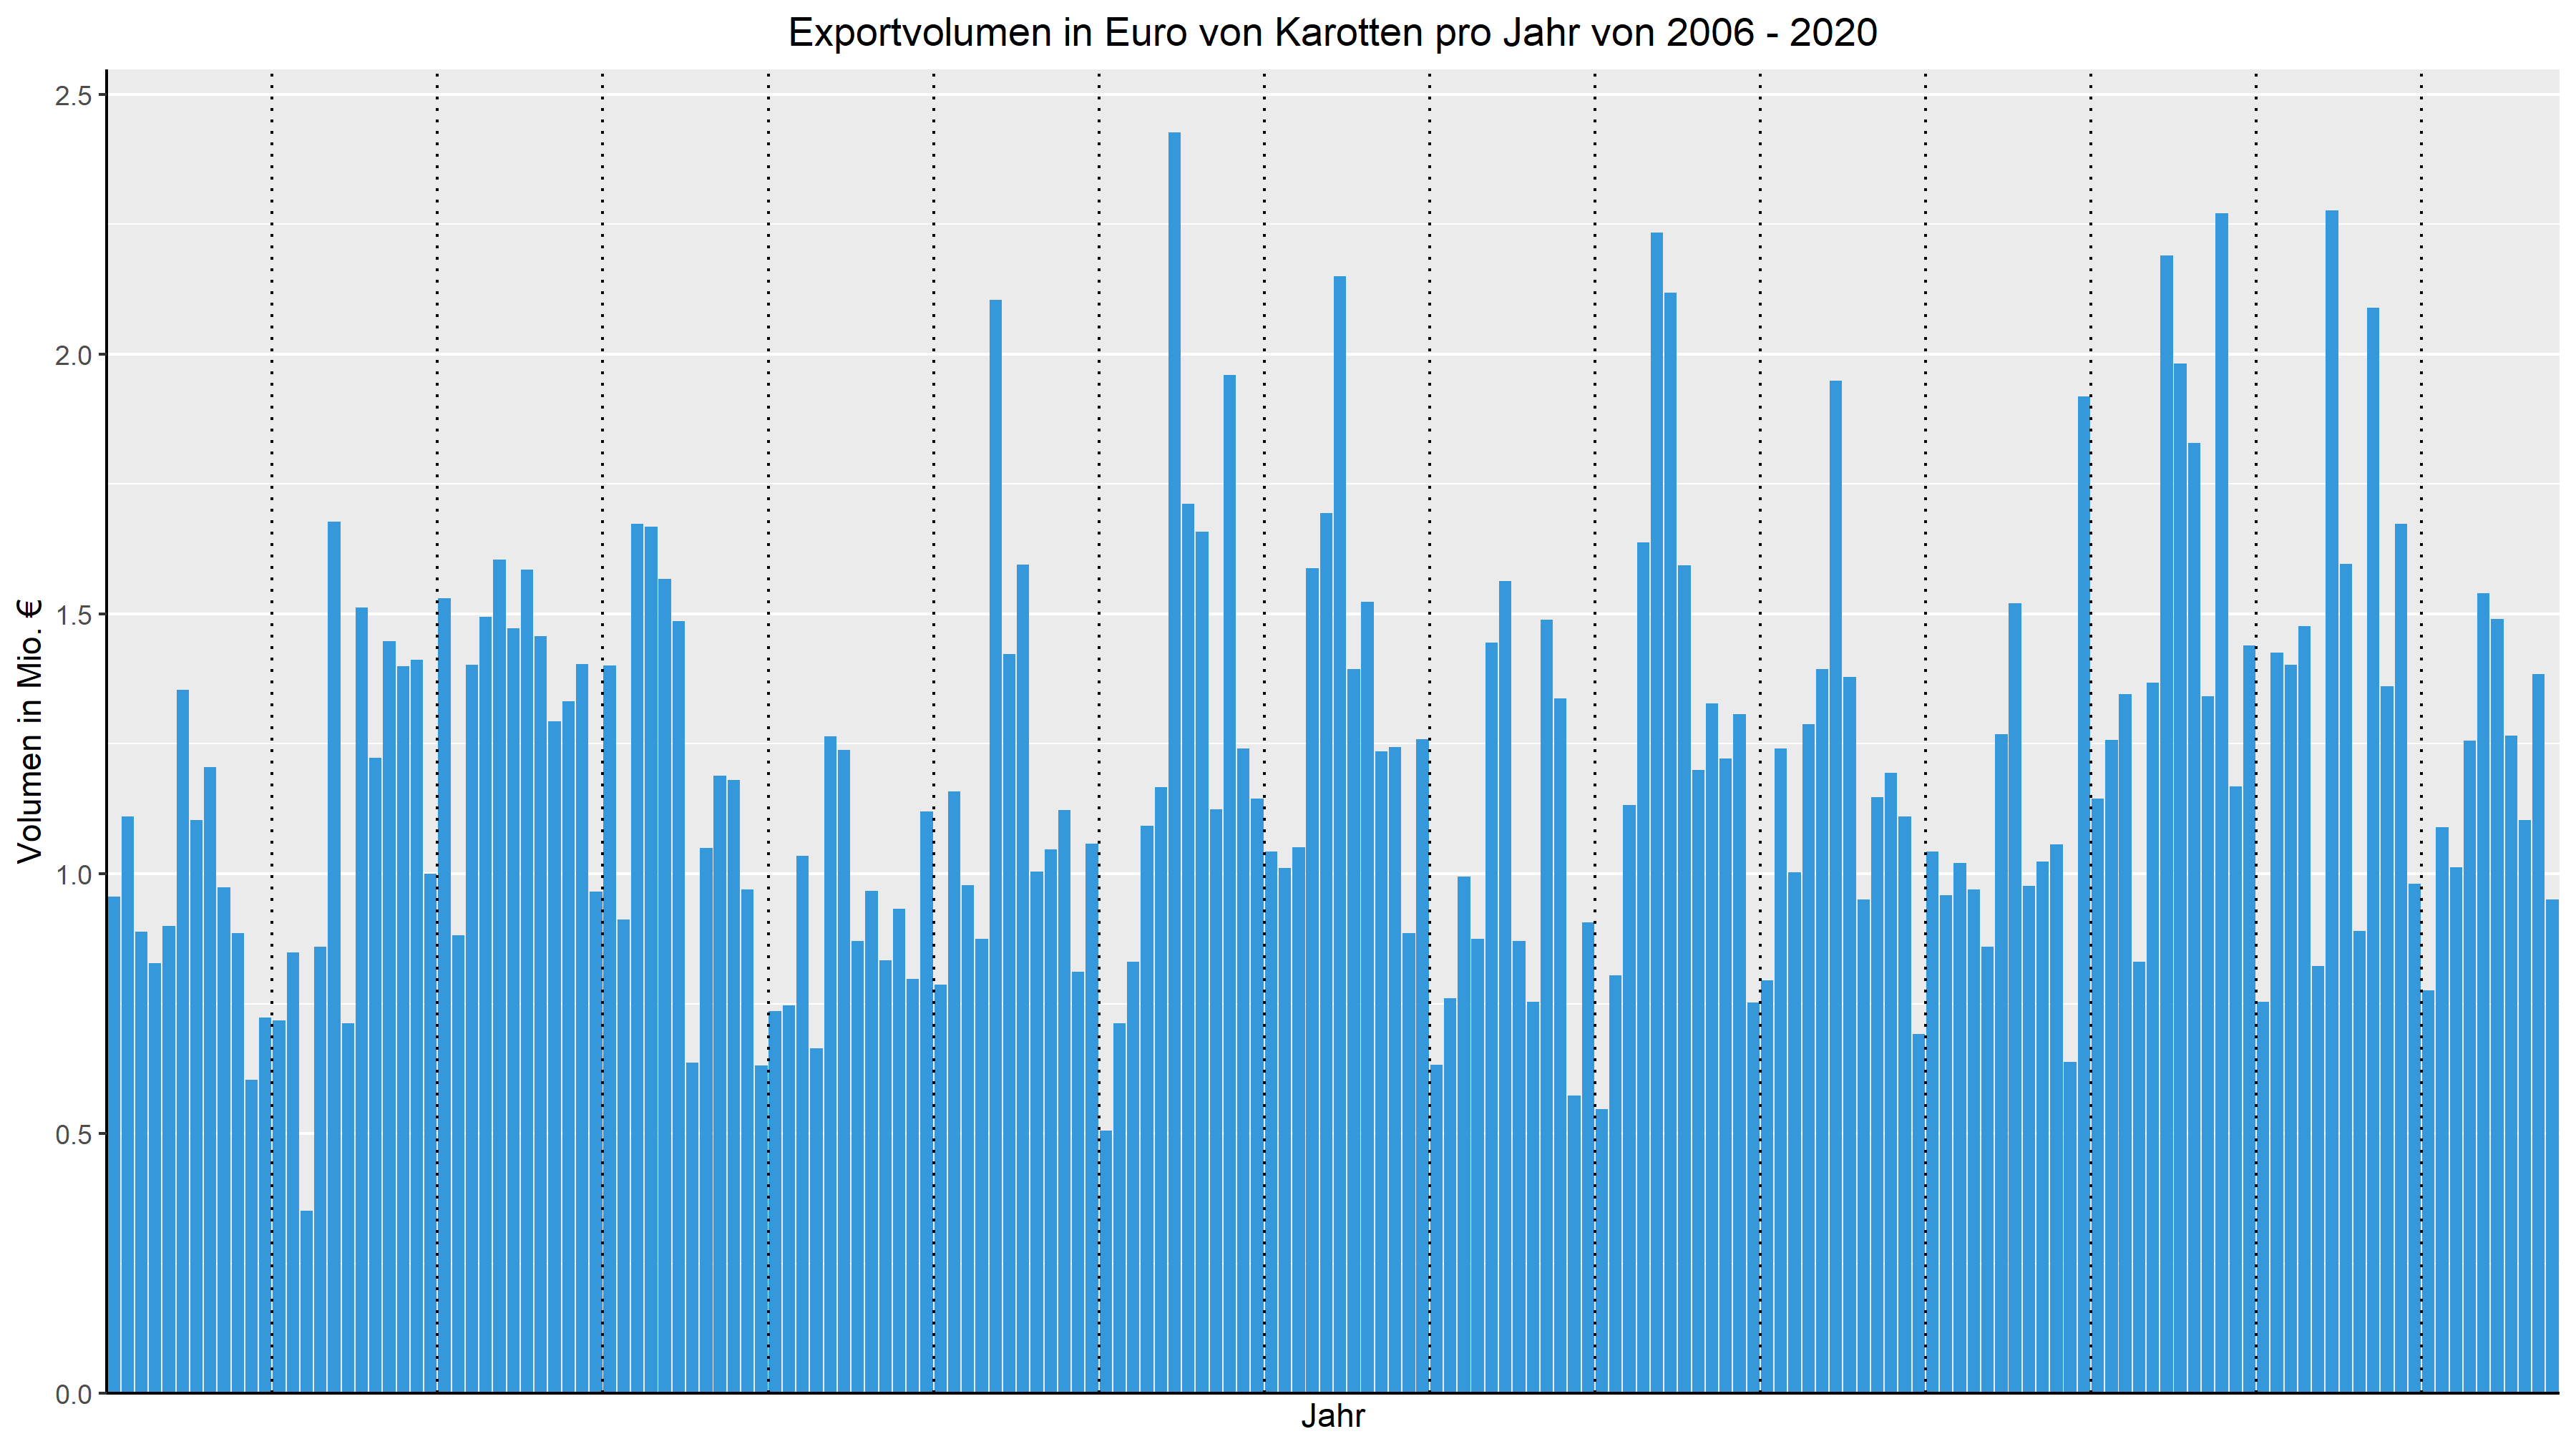 Exportvolumen in Euro von Karotten pro Jahr von 2006 - 2020
Volumen in Mio. €
2.5
2.0
1.5
1.0
0.5
0.0
Jahr